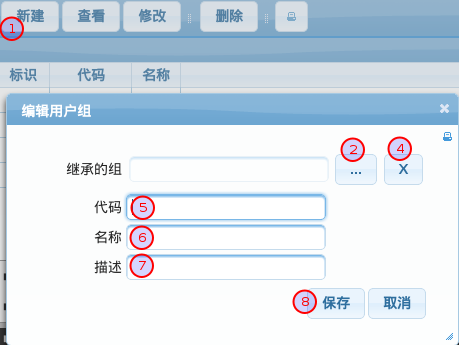 新建 查看 修改 删除
1
标识 代码 名称
编辑用户组 ×
2 4
继承的组 ... X
代码 5
名称 6
描述 7
8 保存 取消